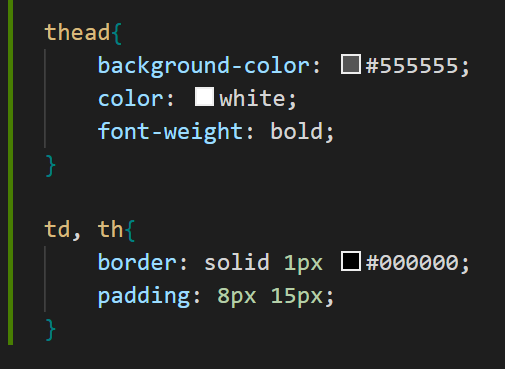 thead{
    background-color: #555555;
    color: white;
    font-weight: bold;
}

td, th{
    border: solid 1px #000000;
    padding: 8px 15px;
}